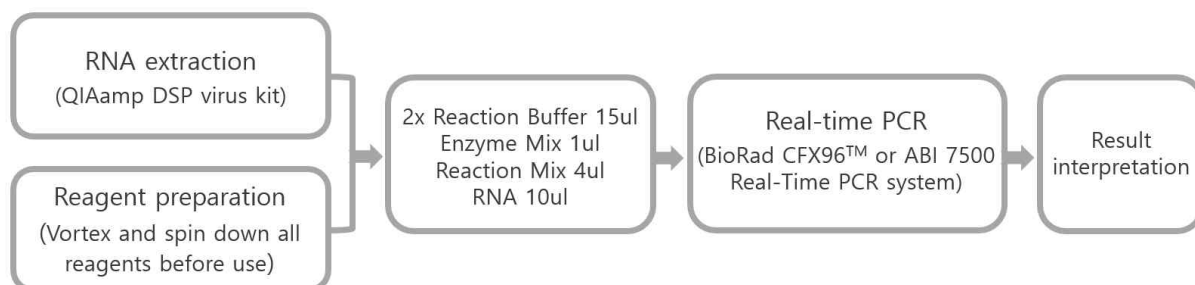 RNA extraction
(QIAamp DSP virus kit)
Reagent preparation
(Vortex and spin down all
reagents before use)
2x Reaction Buffer 15ul
Enzyme Mix 1ul
Reaction Mix 4ul
RNA 10ul
Real-time PCR
(BioRad CFX96™ or ABI 7500
Real-Time PCR system)
Result
interpretation